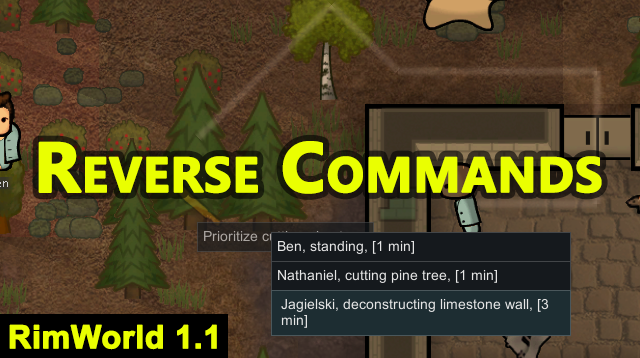 REVERSE COMMANDS
en
Prioritize
Ben, standing, [1 min]
Nathaniel, cutting pine tree, [1 min]
Jagielski, deconstructing limestone wall, [3
min]
RimWorld 1.1